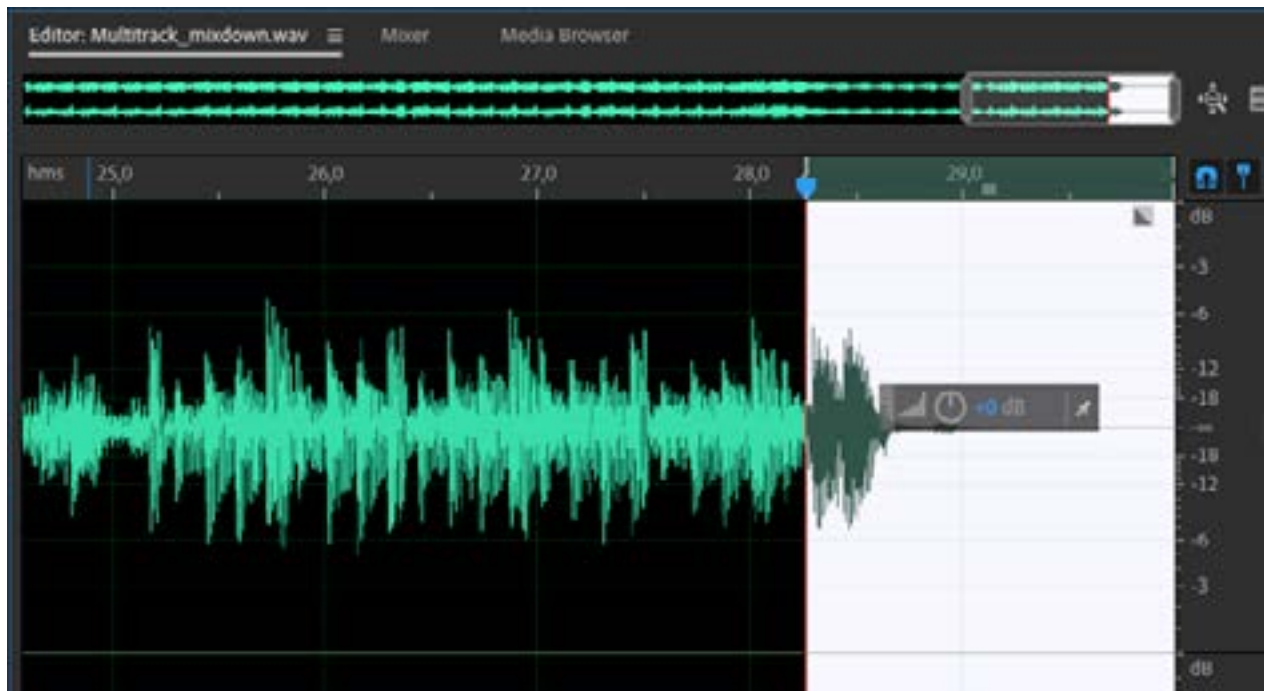 Editor: Multitrack_mixdown.wav Mixer Media Browser
hms 25,0 26,0 27,0 28,0 29,0
dB
-3
-6
-12
-18
-∞
-18
-12
-6
-3
dB
+0 dB